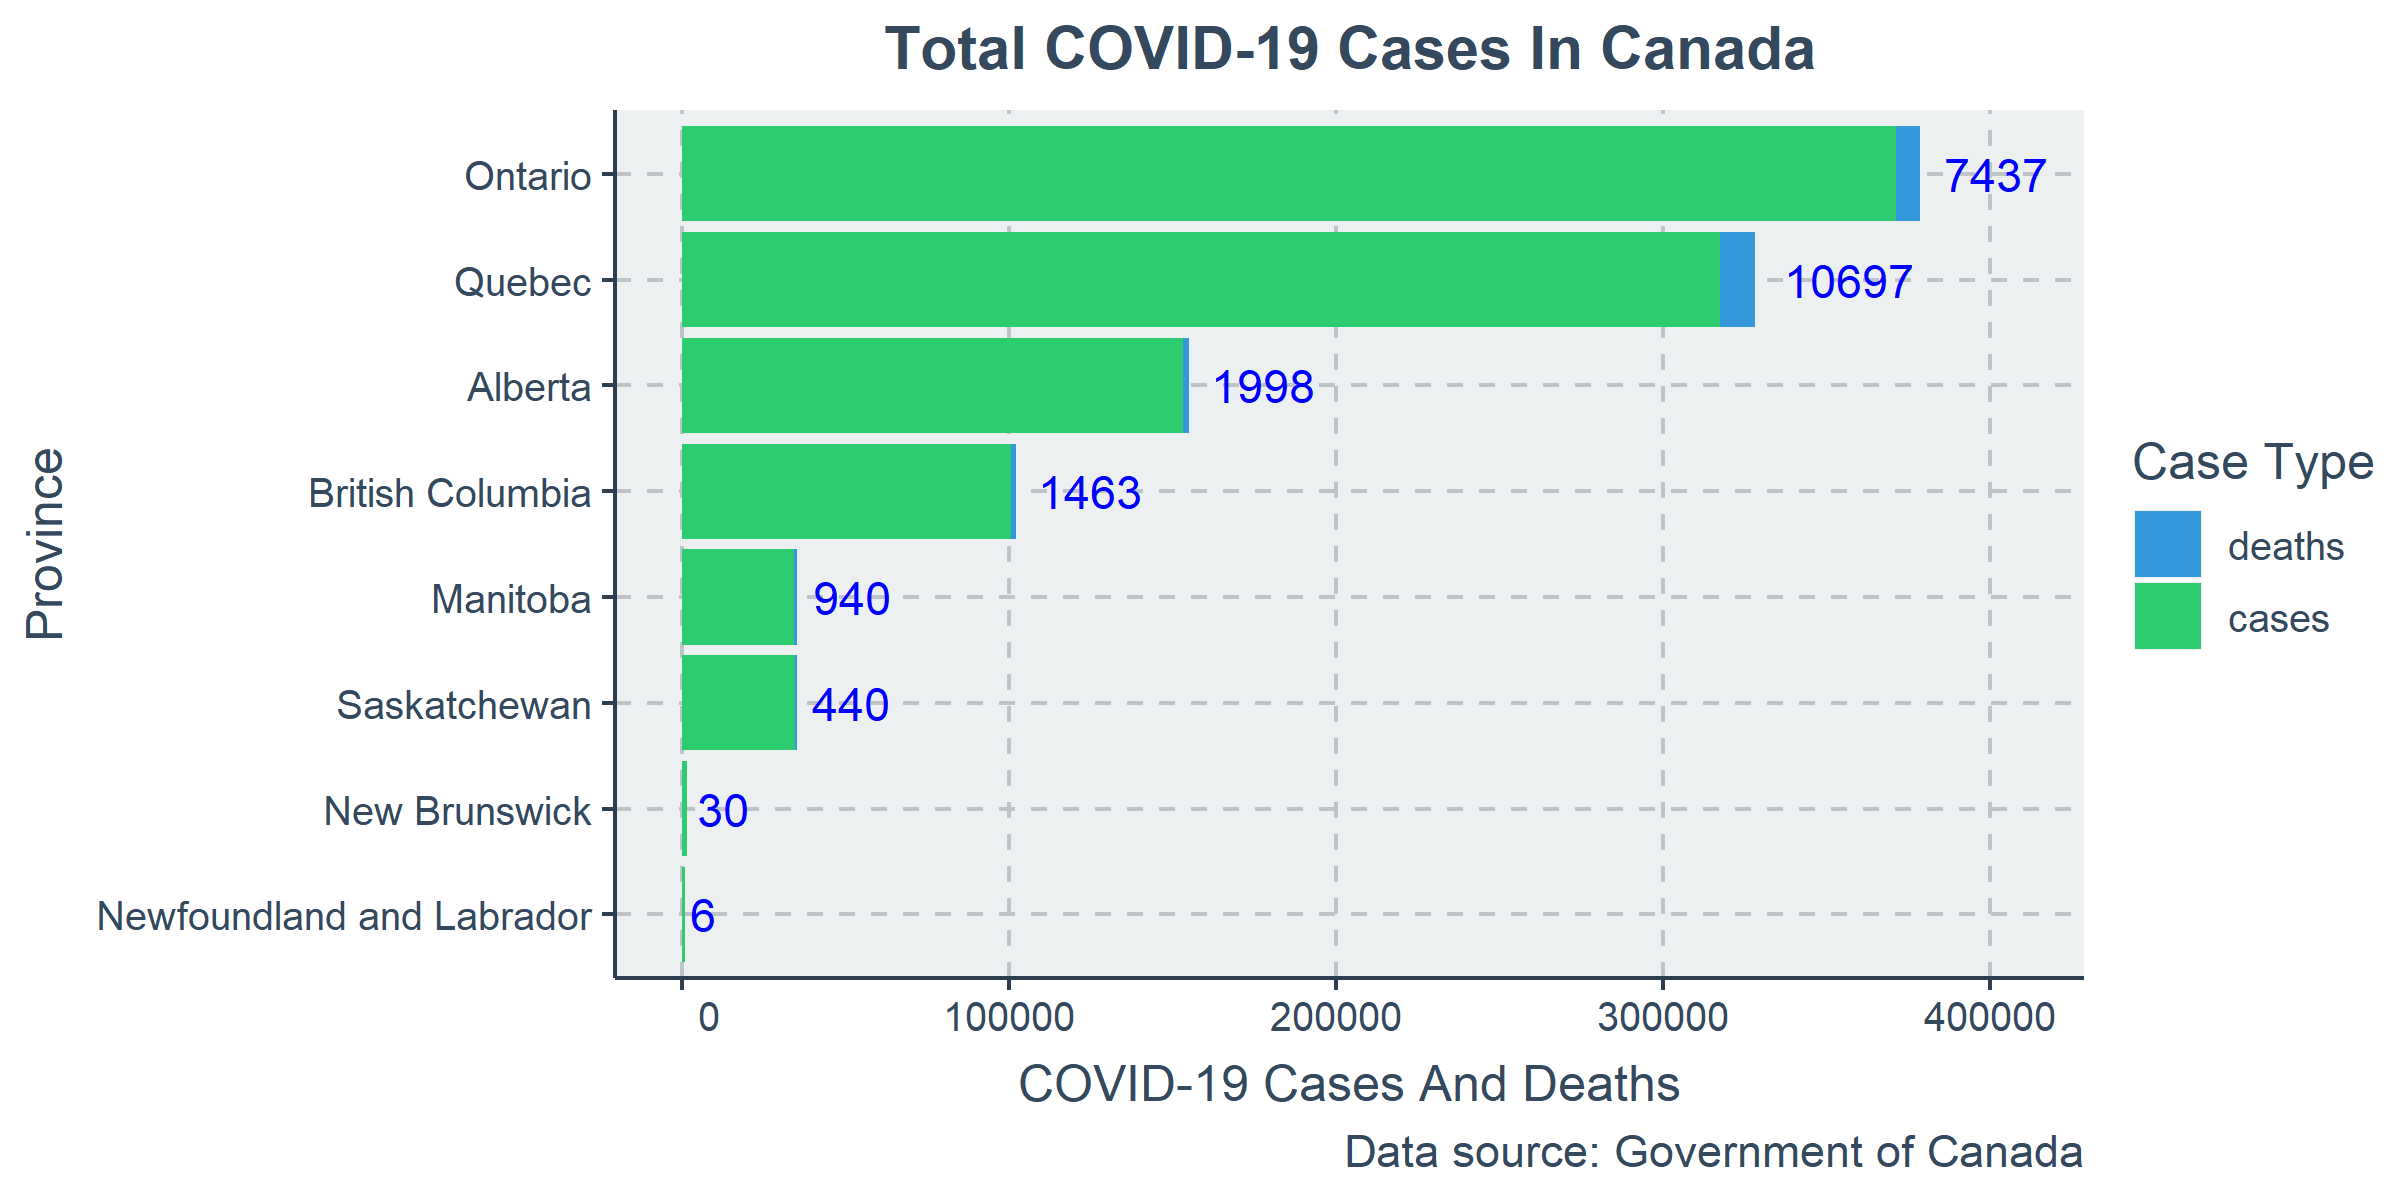 Total COVID-19 Cases In Canada
Province
Ontario
7437
Quebec
10697
Alberta
1998
British Columbia
1463
Manitoba
940
Saskatchewan
440
New Brunswick
30
Newfoundland and Labrador
6
0 100000 200000 300000 400000
COVID-19 Cases And Deaths
Case Type
deaths
cases
Data source: Government of Canada